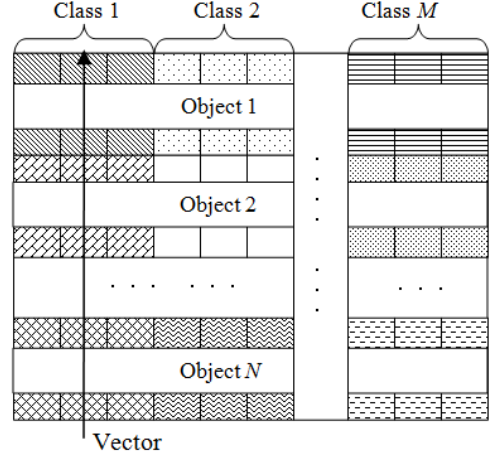 Class 1
Class 2
Class M
Object 1
Object 2
. . . . . .
. . .
Object N
Vector